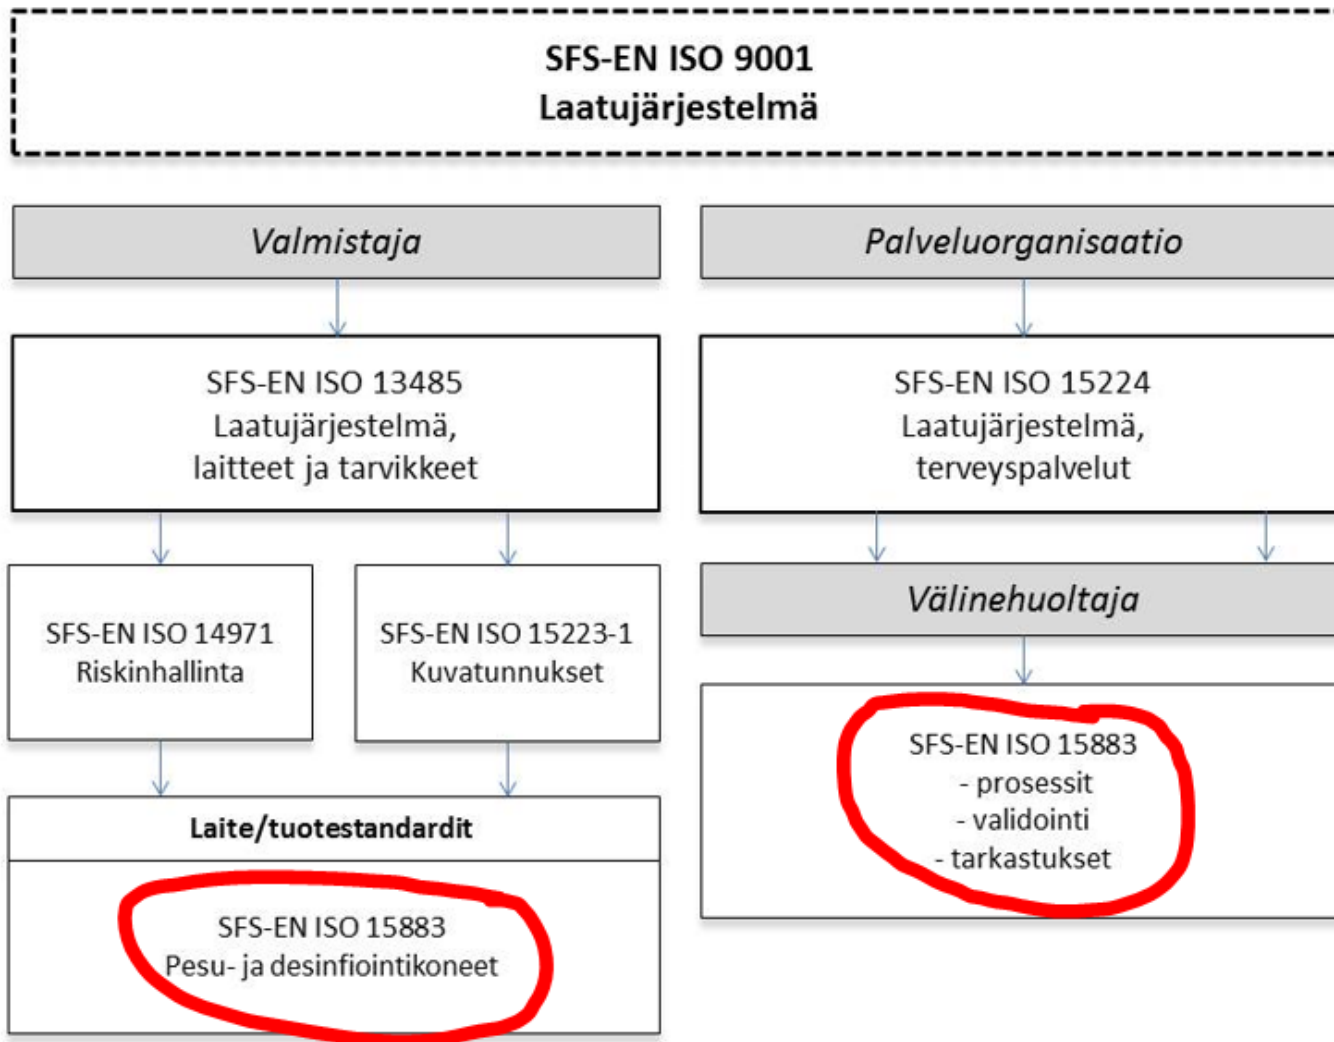 SFS-EN ISO 9001
Laatujärjestelmä
Valmistaja
SFS-EN ISO 13485
Laatujärjestelmä,
laitteet ja tarvikkeet
SFS-EN ISO 14971
Riskinhallinta
SFS-EN ISO 15223-1
Kuvatunnukset
Laite/tuotestandardit
SFS-EN ISO 15883
Pesu- ja desinfiointikoneet
Palveluorganisaatio
SFS-EN ISO 15224
Laatujärjestelmä,
terveyspalvelut
Välinehuoltaja
SFS-EN ISO 15883
- prosessit
- validointi
- tarkastukset